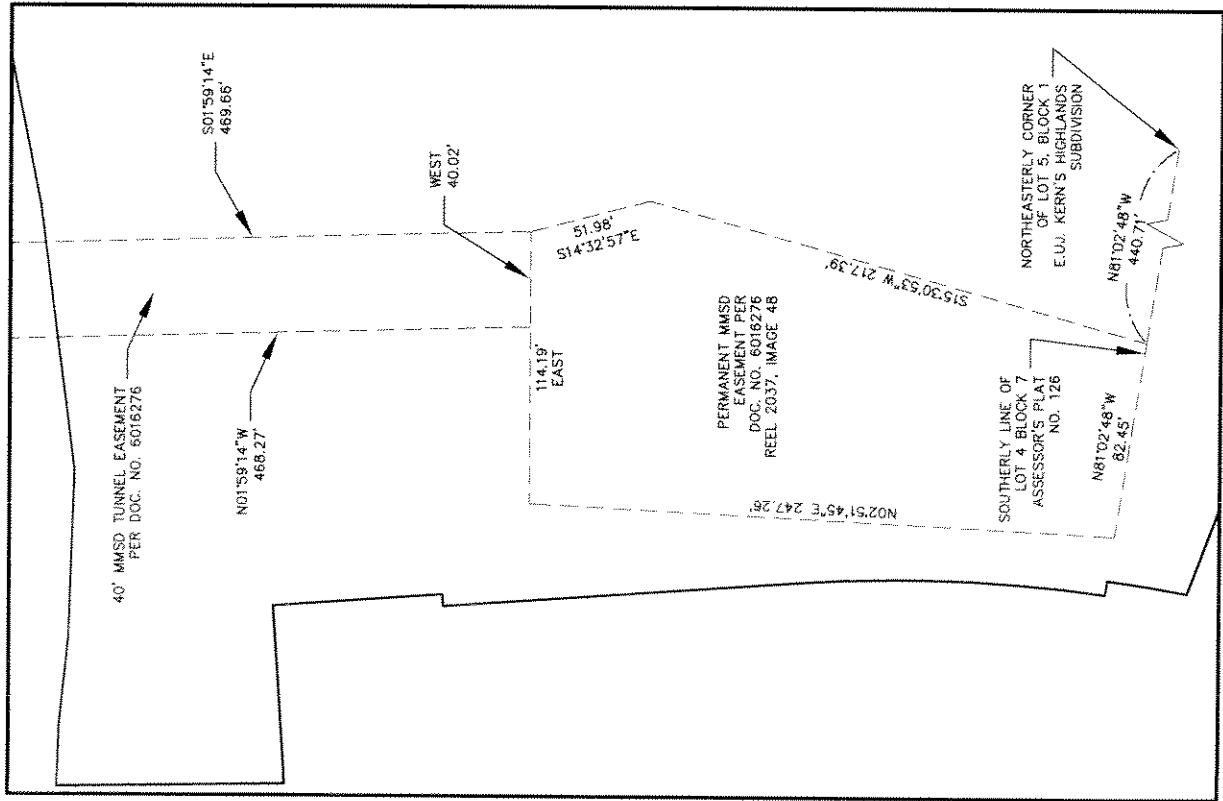 40' MMSD TUNNEL EASEMENT
PER DOC. NO. 6016276
S01°59'14"E
469.66'
N01°59'14"W
468.27'
WEST
40.02'
114.19'
EAST
51.98'
S14°32'57"E
PERMANENT MMSD
EASEMENT PER
DOC. NO. 6016276
REEL 2037, IMAGE 48
S15°30'53"W 217.39'
N02°51'45"E 247.26'
NORTHEASTERLY CORNER
OF LOT 5, BLOCK 1
E.U.J. KERN'S HIGHLANDS
SUBDIVISION
N81°02'48"W
440.71'
SOUTHERLY LINE OF
LOT 4 BLOCK 7
ASSESSOR'S PLAT
NO. 126
N81°02'48"W
82.45'